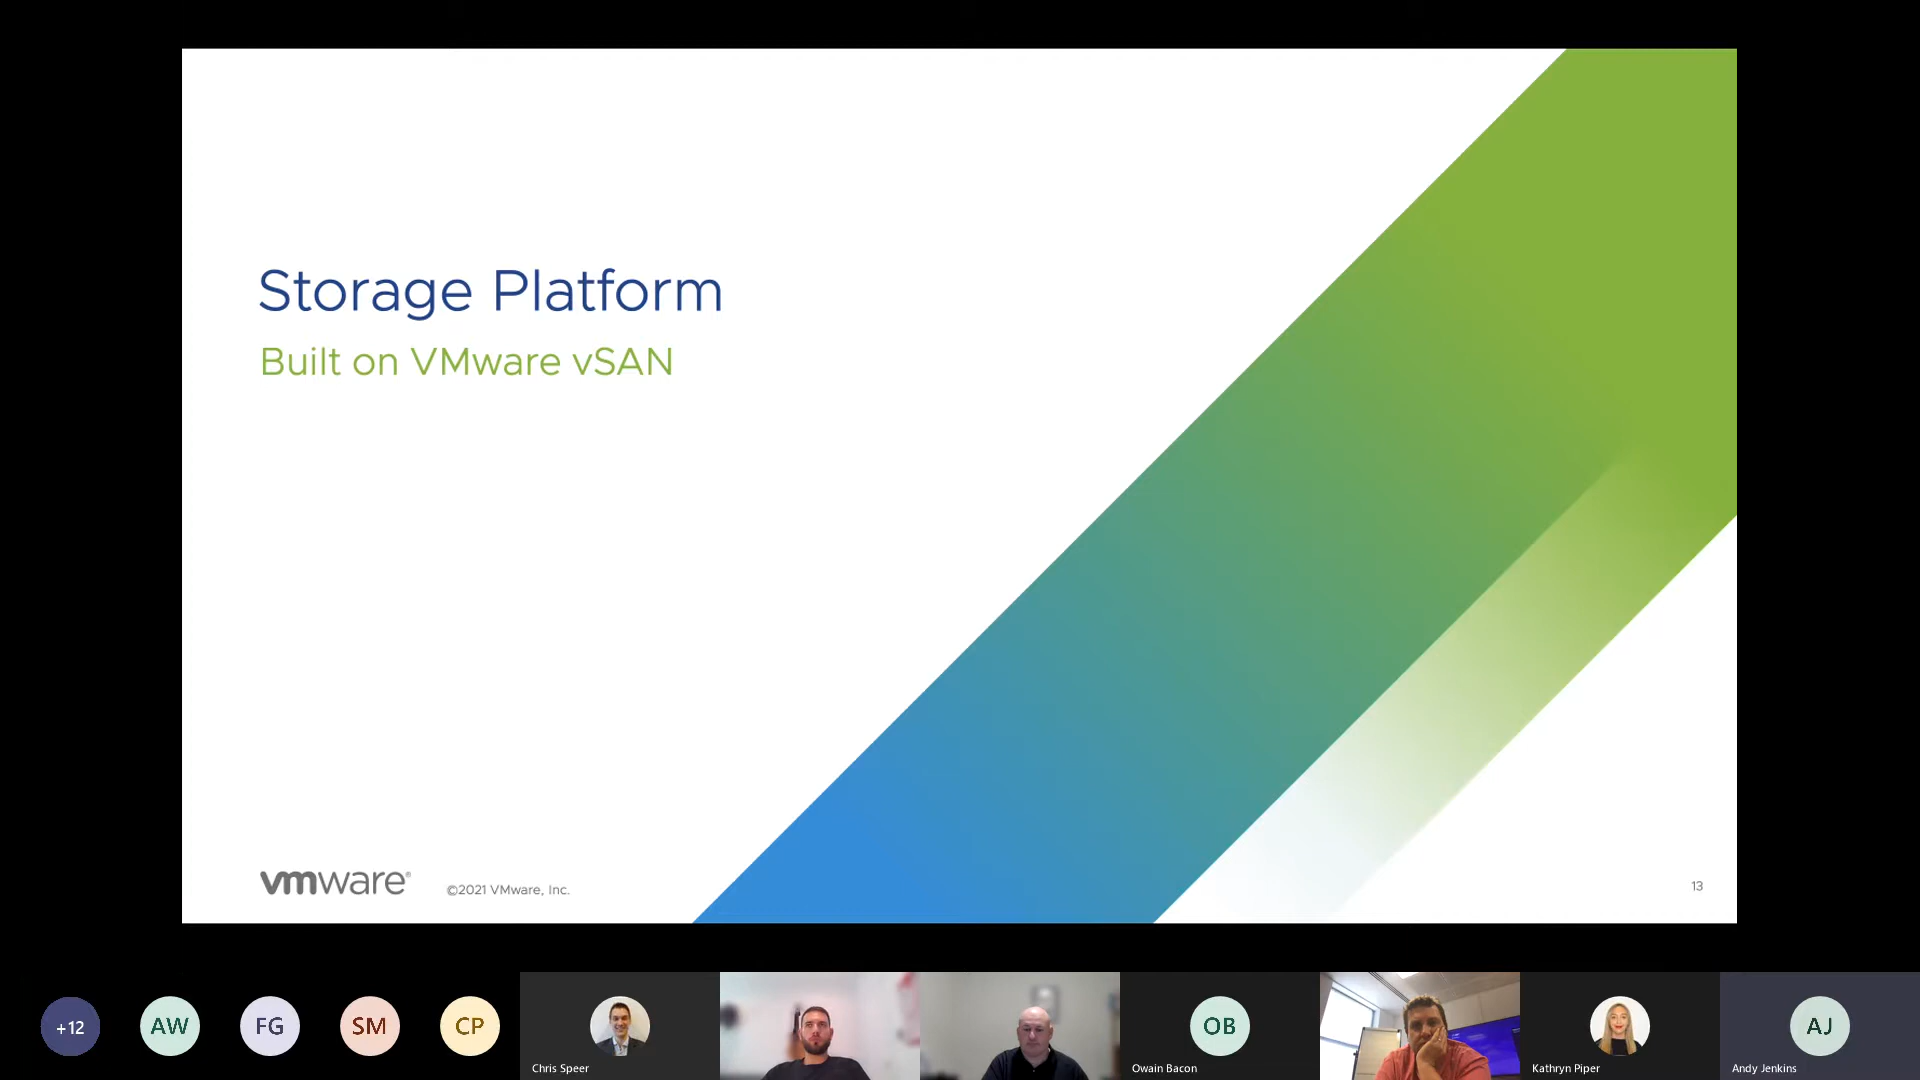 Storage Platform
Built on VMware vSAN
vmware®
©2021 VMware, Inc.
13
+12
AW
FG
SM
CP
Chris Speer
OB
Owain Bacon
Kathryn Piper
AJ
Andy Jenkins